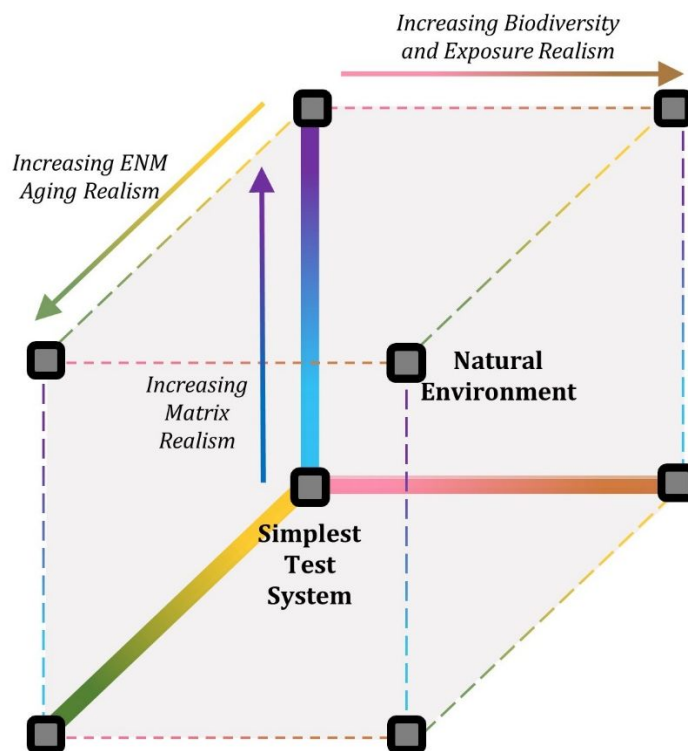 Increasing Biodiversity
and Exposure Realism
Increasing ENM
Aging Realism
Increasing
Matrix
Realism
Natural
Environment
Simplest
Test
System